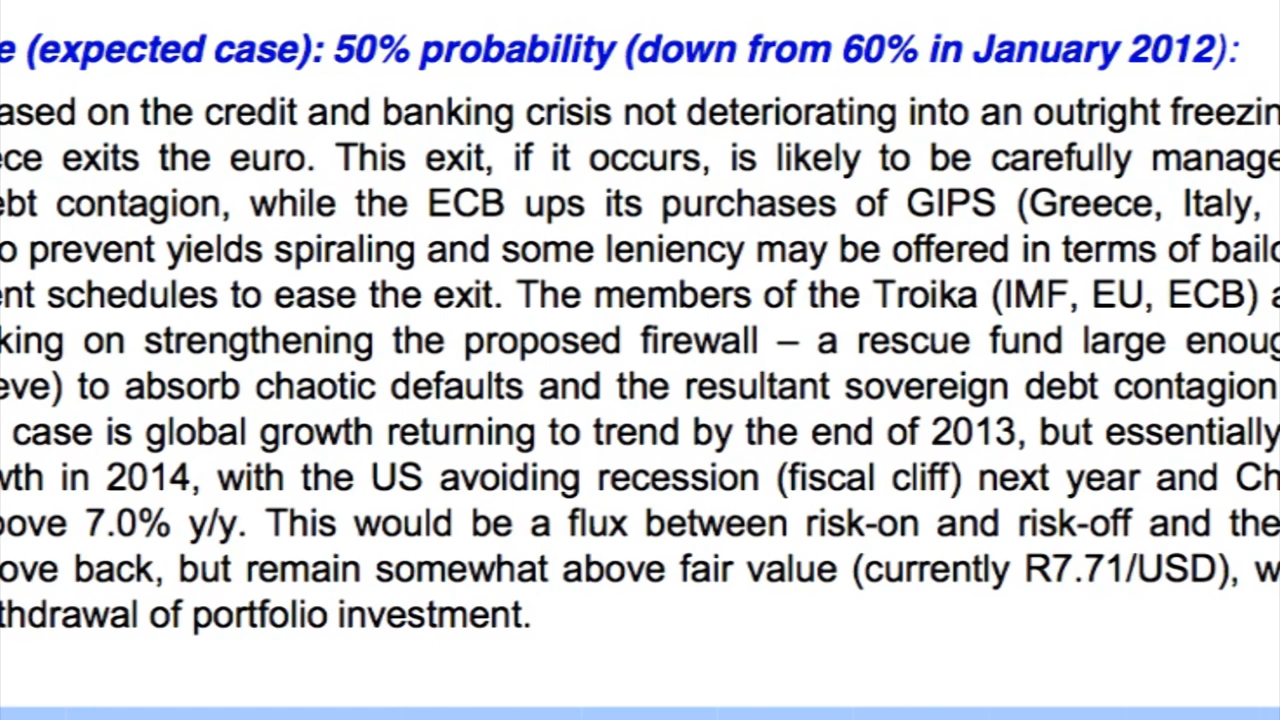 e (expected case): 50% probability (down from 60% in January 2012):
ased on the credit and banking crisis not deteriorating into an outright freezin
ece exits the euro. This exit, if it occurs, is likely to be carefully manage
ebt contagion, while the ECB ups its purchases of GIPS (Greece, Italy,
o prevent yields spiraling and some leniency may be offered in terms of bailo
ent schedules to ease the exit. The members of the Troika (IMF, EU, ECB) a
king on strengthening the proposed firewall – a rescue fund large enoug
eve) to absorb chaotic defaults and the resultant sovereign debt contagion.
case is global growth returning to trend by the end of 2013, but essentially
wth in 2014, with the US avoiding recession (fiscal cliff) next year and Ch
bove 7.0% y/y. This would be a flux between risk-on and risk-off and the
ove back, but remain somewhat above fair value (currently R7.71/USD), w
thdrawal of portfolio investment.